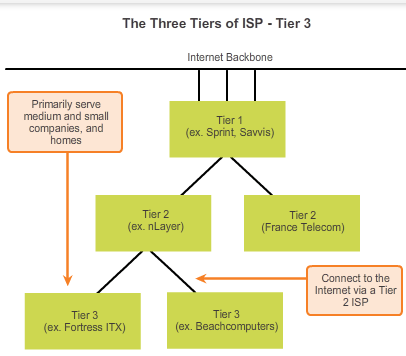 The Three Tiers of ISP - Tier 3
Internet Backbone
Primarily serve
medium and small
companies, and
homes
Tier 1
(ex. Sprint, Savvis)
Tier 2
(ex. nLayer)
Tier 2
(France Telecom)
Connect to the
Internet via a Tier
2 ISP
Tier 3
(ex. Fortress ITX)
Tier 3
(ex. Beachcomputers)